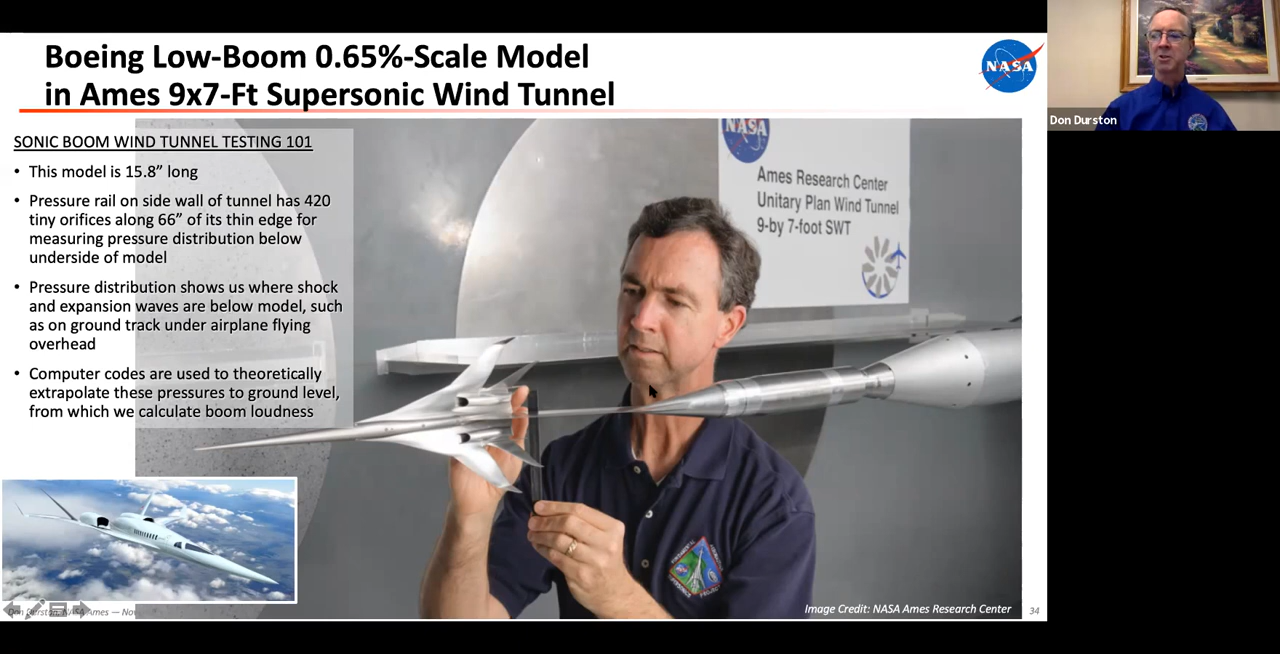 Boeing Low-Boom 0.65%-Scale Model
in Ames 9x7-Ft Supersonic Wind Tunnel
NASA
Don Durston
SONIC BOOM WIND TUNNEL TESTING 101
• This model is 15.8” long
• Pressure rail on side wall of tunnel has 420
tiny orifices along 66” of its thin edge for
measuring pressure distribution below
underside of model
• Pressure distribution shows us where shock
and expansion waves are below model, such
as on ground track under airplane flying
overhead
• Computer codes are used to theoretically
extrapolate these pressures to ground level,
from which we calculate boom loudness
NASA
Ames Research Center
Unitary Plan Wind Tunnel
9-by 7-foot SWT
Don Durston, NASA Ames —
Image Credit: NASA Ames Research Center
34